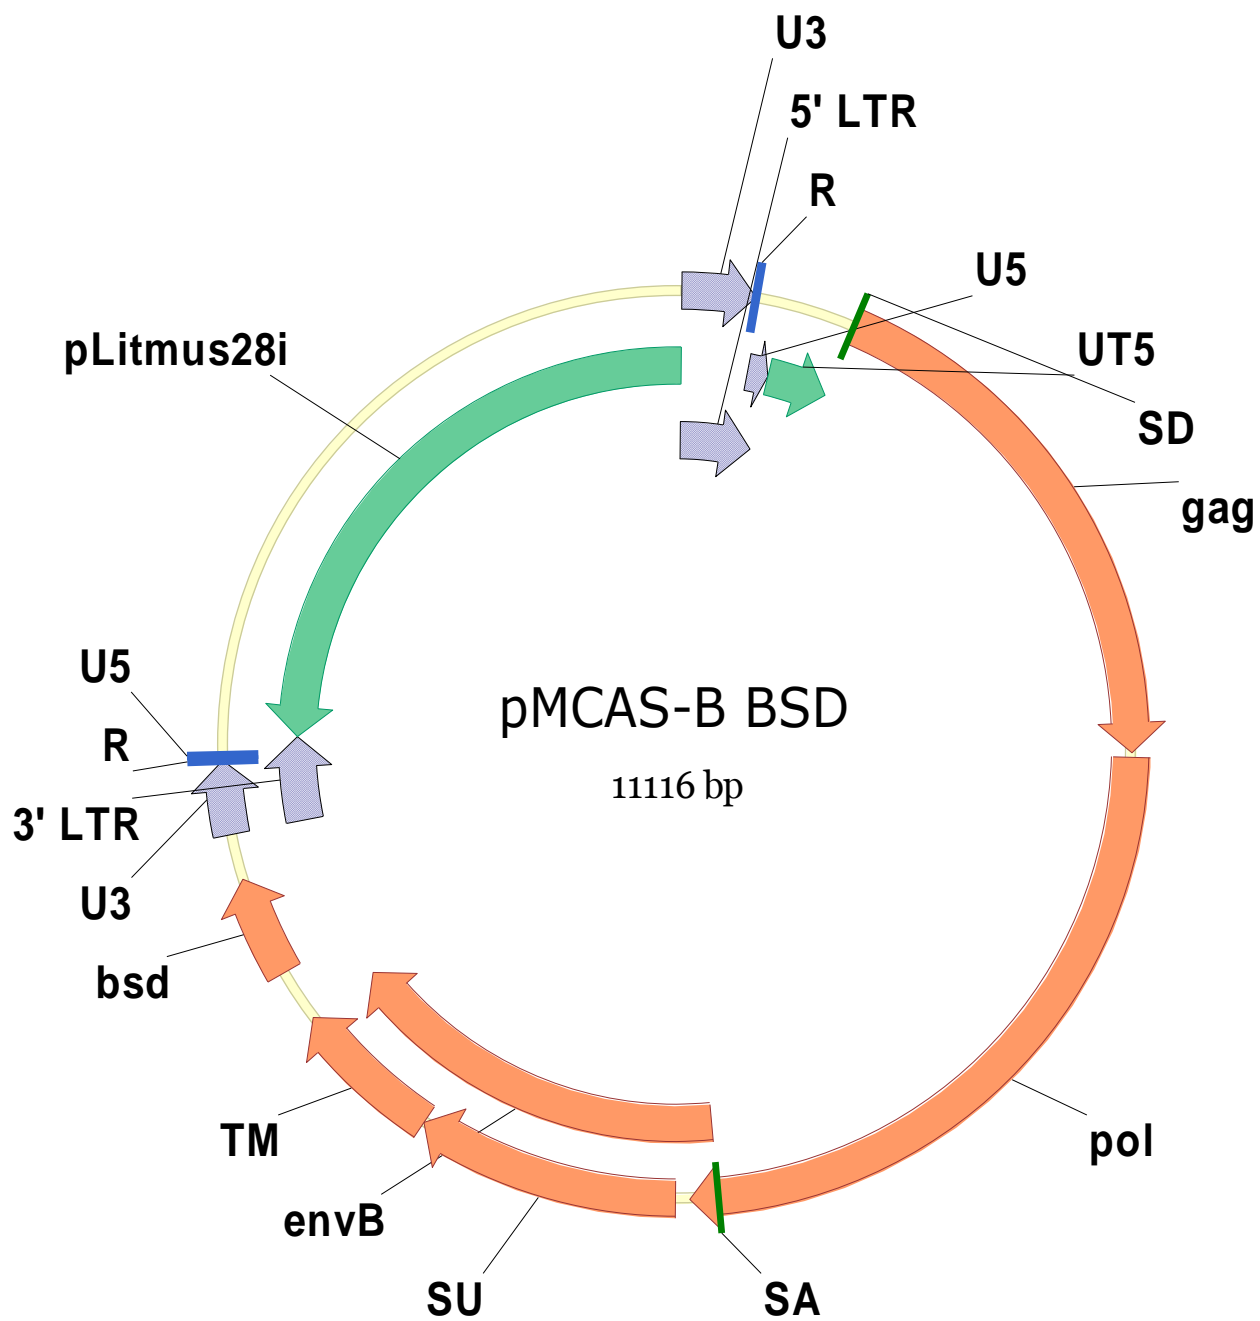 U3
5' LTR
R
U5
UT5
SD
gag
pLitmus28i
U5
R
3' LTR
U3
bsd
pMCAS-B BSD
11116 bp
TM
envB
SU
SA
pol